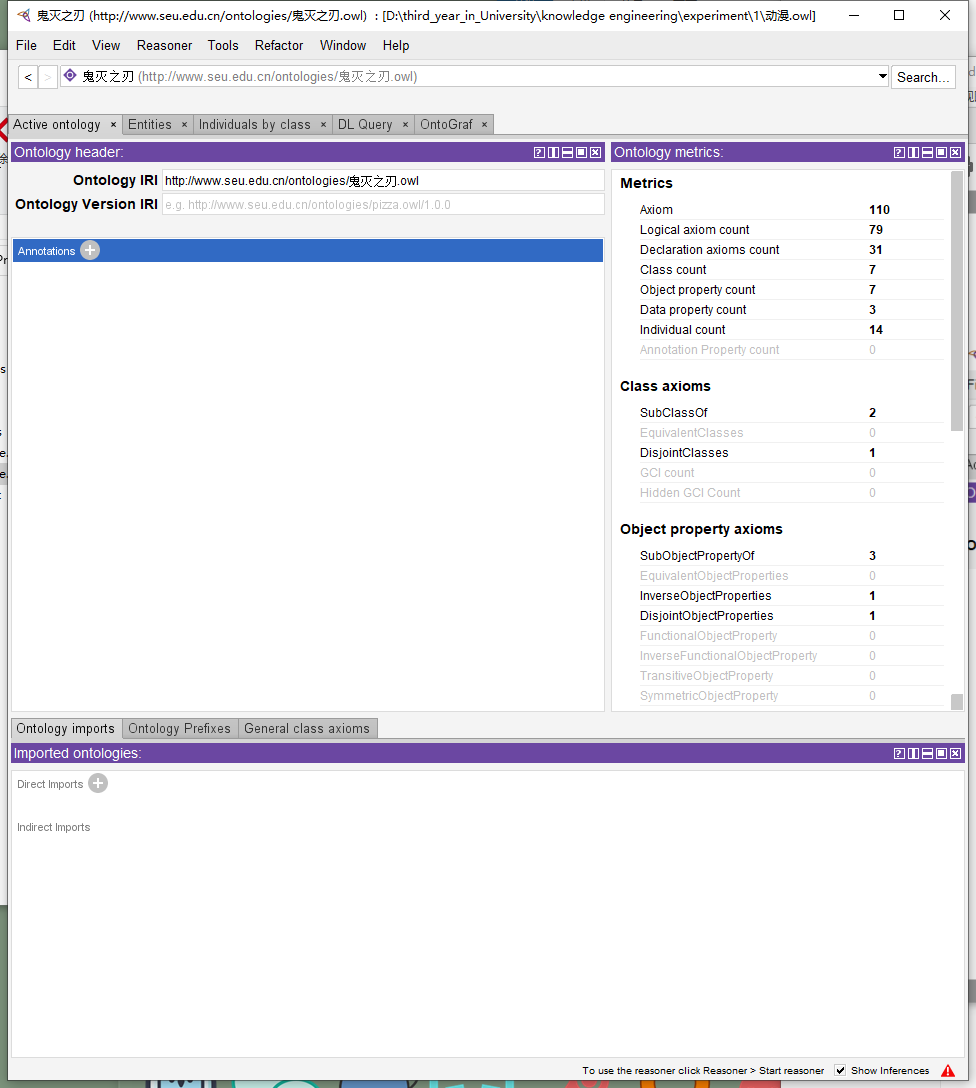 鬼灭之刃 (http://www.seu.edu.cn/ontologies/鬼灭之刃.owl) : [D:\third_year_in_University\knowledge engineering\experiment\1\动漫.owl]
File Edit View Reasoner Tools Refactor Window Help
< > 鬼灭之刃 (http://www.seu.edu.cn/ontologies/鬼灭之刃.owl) Search...
Active ontology × Entities × Individuals by class × DL Query × OntoGraf ×
Ontology header:
Ontology IRI http://www.seu.edu.cn/ontologies/鬼灭之刃.owl
Ontology Version IRI e.g. http://www.seu.edu.cn/ontologies/pizza.owl/1.0.0
Annotations
Ontology metrics:
Metrics
Axiom 110
Logical axiom count 79
Declaration axioms count 31
Class count 7
Object property count 7
Data property count 3
Individual count 14
Annotation Property count 0
Class axioms
SubClassOf 2
EquivalentClasses 0
DisjointClasses 1
GCI count 0
Hidden GCI Count 0
Object property axioms
SubObjectPropertyOf 3
EquivalentObjectProperties 0
InverseObjectProperties 1
DisjointObjectProperties 1
FunctionalObjectProperty 0
InverseFunctionalObjectProperty 0
TransitiveObjectProperty 0
SymmetricObjectProperty 0
Ontology imports Ontology Prefixes General class axioms
Imported ontologies:
Direct Imports
Indirect Imports
To use the reasoner click Reasoner > Start reasoner Show Inferences